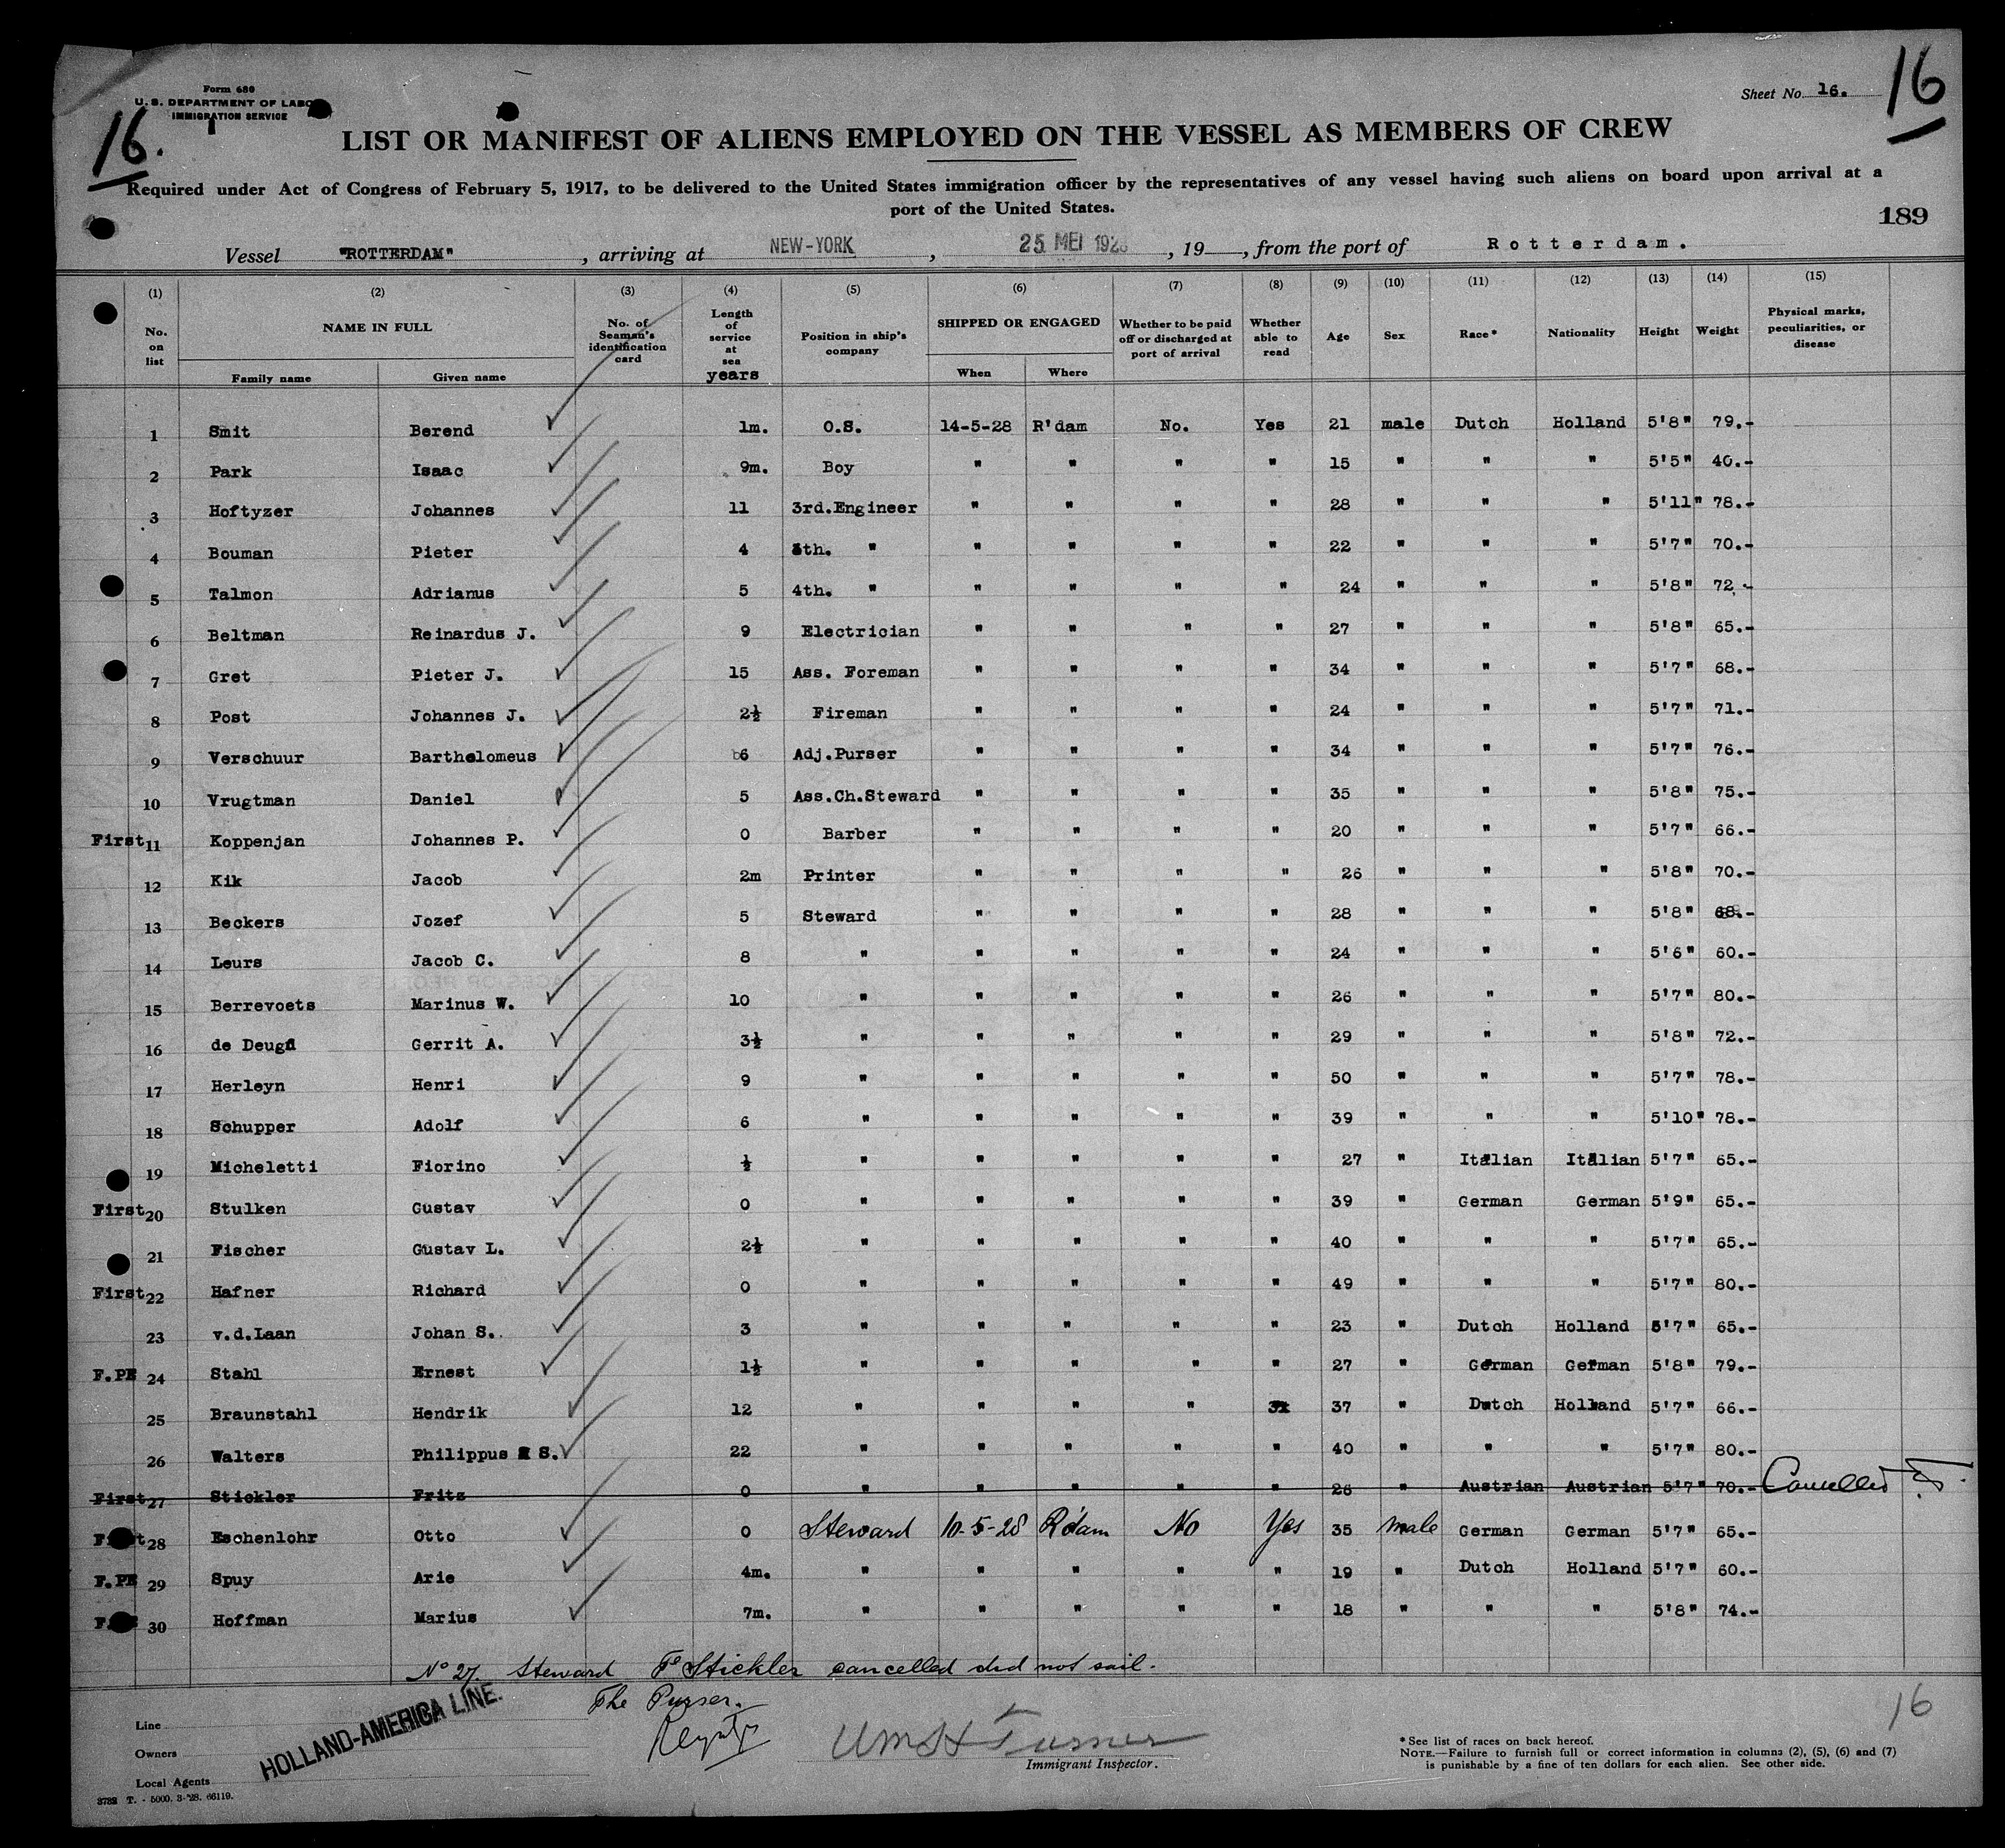 Form 680
U. S. DEPARTMENT OF LABOR
IMMIGRATION SERVICE
16.
Sheet No. 16.
16
LIST OR MANIFEST OF ALIENS EMPLOYED ON THE VESSEL AS MEMBERS OF CREW
Required under Act of Congress of February 5, 1917, to be delivered to the United States immigration officer by the representatives of any vessel having such aliens on board upon arrival at a
port of the United States.
189
Vessel "ROTTERDAM", arriving at NEW-YORK, 25 MEI 1928, 19 , from the port of Rotterdam.
(1) (2) (3) (4) (5) (6) (7) (8) (9) (10) (11) (12) (13) (14) (15)
No. on list NAME IN FULL Family name Given name No. of Seaman's identification card Length of service at sea years Position in ship's company SHIPPED OR ENGAGED When Where Whether to be paid off or discharged at port of arrival Whether able to read Age Sex Race* Nationality Height Weight Physical marks, peculiarities, or disease
1 Smit Berend 1m. O.S. 14-5-28 R'dam No. Yes 21 male Dutch Holland 5'8" 79.-
2 Park Isaac 9m. Boy " " " " 15 " " " 5'5" 40.-
3 Hoftyzer Johannes 11 3rd.Engineer " " " " 28 " " " 5'11" 78.-
4 Bouman Pieter 4 5th. " " " " " 22 " " " 5'7" 70.-
5 Talmon Adrianus 5 4th. " " " " " 24 " " " 5'8" 72.-
6 Beltman Reinardus J. 9 Electrician " " " " 27 " " " 5'8" 65.-
7 Gret Pieter J. 15 Ass. Foreman " " " " 34 " " " 5'7" 68.-
8 Post Johannes J. 2½ Fireman " " " " 24 " " " 5'7" 71.-
9 Verschuur Bartholomeus 6 Adj.Purser " " " " 34 " " " 5'7" 76.-
10 Vrugtman Daniel 5 Ass.Ch.Steward " " " " 35 " " " 5'8" 75.-
First 11 Koppenjan Johannes P. 0 Barber " " " " 20 " " " 5'7" 66.-
12 Kik Jacob 2m Printer " " " " 26 " " " 5'8" 70.-
13 Beckers Jozef 5 Steward " " " " 28 " " " 5'8" 68.-
14 Leurs Jacob C. 8 " " " " " 24 " " " 5'6" 60.-
15 Berrevoets Marinus W. 10 " " " " " 26 " " " 5'7" 80.-
16 de Deugd Gerrit A. 3½ " " " " " 29 " " " 5'8" 72.-
17 Herleyn Henri 9 " " " " " 50 " " " 5'7" 78.-
18 Schupper Adolf 6 " " " " " 39 " " " 5'10" 78.-
19 Micheletti Fiorino ½ " " " " " 27 " Italian Italian 5'7" 65.-
First 20 Stulken Gustav 0 " " " " " 39 " German German 5'9" 65.-
21 Fischer Gustav L. 2½ " " " " " 40 " " " 5'7" 65.-
First 22 Hafner Richard 0 " " " " " 49 " " " 5'7" 80.-
23 v.d.Laan Johan S. 3 " " " " " 23 " Dutch Holland 5'7" 65.-
F.PE 24 Stahl Ernest 1½ " " " " " 27 " German German 5'8" 79.-
25 Braunstahl Hendrik 12 " " " " 37 " Dutch Holland 5'7" 66.-
26 Walters Philippus S. 22 " " " " " 40 " " " 5'7" 80.-
First 27 Stickler Fritz 0 " " " " " 26 " Austrian Austrian 5'7" 70.- Cancelled
First 28 Eschenlohr Otto 0 Steward 10-5-28 R'dam No Yes 35 male German German 5'7" 65.-
F.PE 29 Spuy Arie 4m. " " " " " 19 " Dutch Holland 5'7" 60.-
30 Hoffman Marius 7m. " " " " " 18 " " " 5'8" 74.-
No 27 Steward F. Stickler cancelled did not sail.
The Purser.
Line
Owners
Local Agents
HOLLAND-AMERICA LINE.
Wm H Turner
Immigrant Inspector.
16
*See list of races on back hereof.
NOTE.—Failure to furnish full or correct information in columns (2), (5), (6) and (7)
is punishable by a fine of ten dollars for each alien. See other side.
3732 T. - 5000. 3-'28. 66119.